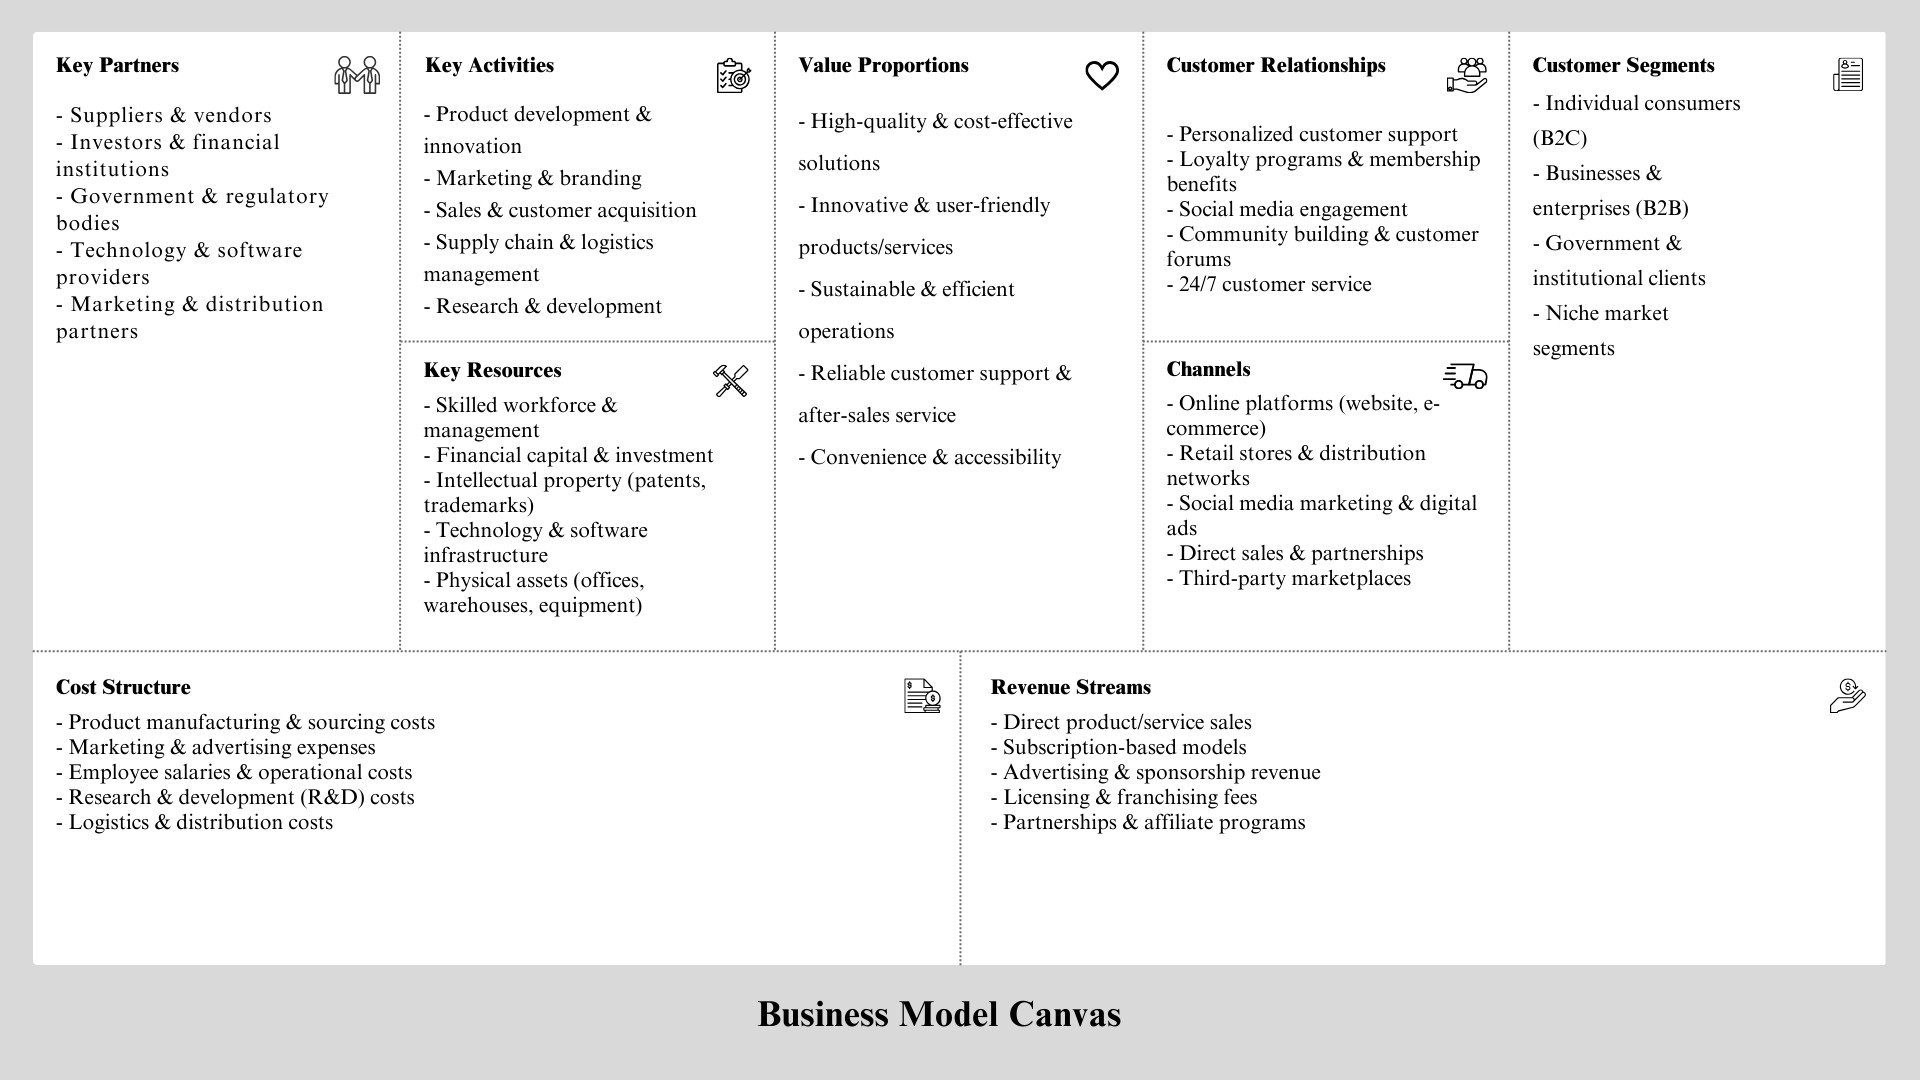 Key Partners
- Suppliers & vendors
- Investors & financial
institutions
- Government & regulatory
bodies
- Technology & software
providers
- Marketing & distribution
partners
Key Activities
- Product development &
innovation
- Marketing & branding
- Sales & customer acquisition
- Supply chain & logistics
management
- Research & development
Key Resources
- Skilled workforce &
management
- Financial capital & investment
- Intellectual property (patents,
trademarks)
- Technology & software
infrastructure
- Physical assets (offices,
warehouses, equipment)
Value Proportions
- High-quality & cost-effective
solutions
- Innovative & user-friendly
products/services
- Sustainable & efficient
operations
- Reliable customer support &
after-sales service
- Convenience & accessibility
Customer Relationships
- Personalized customer support
- Loyalty programs & membership
benefits
- Social media engagement
- Community building & customer
forums
- 24/7 customer service
Channels
- Online platforms (website, e-
commerce)
- Retail stores & distribution
networks
- Social media marketing & digital
ads
- Direct sales & partnerships
- Third-party marketplaces
Customer Segments
- Individual consumers
(B2C)
- Businesses &
enterprises (B2B)
- Government &
institutional clients
- Niche market
segments
Cost Structure
- Product manufacturing & sourcing costs
- Marketing & advertising expenses
- Employee salaries & operational costs
- Research & development (R&D) costs
- Logistics & distribution costs
Revenue Streams
- Direct product/service sales
- Subscription-based models
- Advertising & sponsorship revenue
- Licensing & franchising fees
- Partnerships & affiliate programs
Business Model Canvas